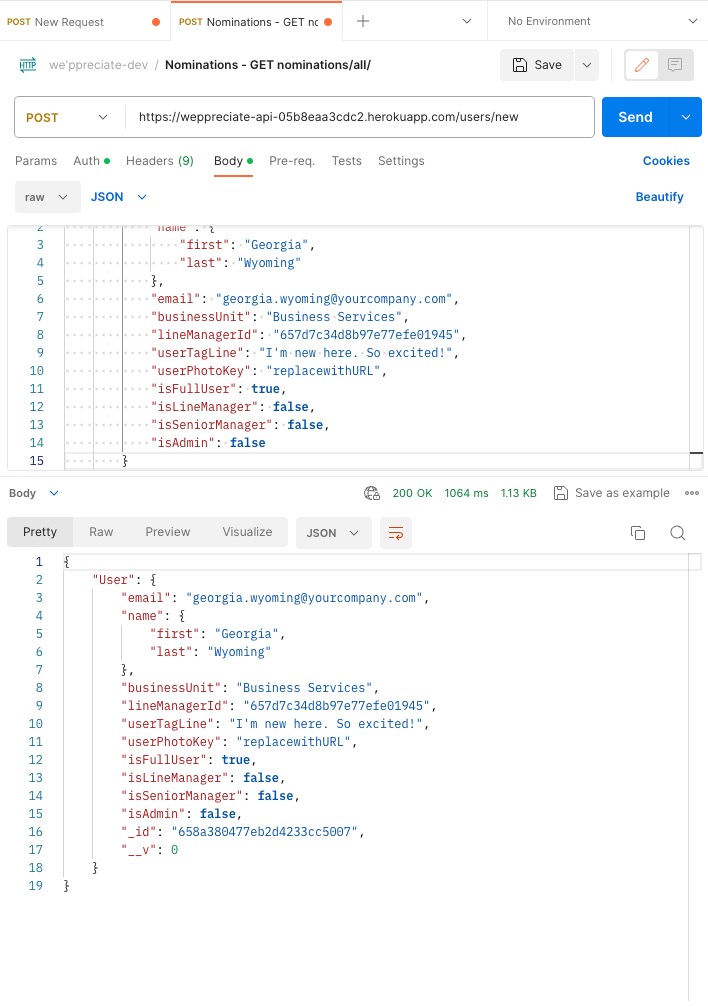 POST New Request
POST Nominations - GET nc
No Environment
HTTP we'ppreciate-dev / Nominations - GET nominations/all/
Save
POST https://weppreciate-api-05b8eaa3cdc2.herokuapp.com/users/new Send
Params Auth Headers (9) Body Pre-req. Tests Settings Cookies
raw JSON Beautify
2 "name": {
3 "first": "Georgia",
4 "last": "Wyoming"
5 },
6 "email": "georgia.wyoming@yourcompany.com",
7 "businessUnit": "Business Services",
8 "lineManagerId": "657d7c34d8b97e77efe01945",
9 "userTagLine": "I'm new here. So excited!",
10 "userPhotoKey": "replacewithURL",
11 "isFullUser": true,
12 "isLineManager": false,
13 "isSeniorManager": false,
14 "isAdmin": false
15 }
Body 200 OK 1064 ms 1.13 KB Save as example
Pretty Raw Preview Visualize JSON
1 {
2 "User": {
3 "email": "georgia.wyoming@yourcompany.com",
4 "name": {
5 "first": "Georgia",
6 "last": "Wyoming"
7 },
8 "businessUnit": "Business Services",
9 "lineManagerId": "657d7c34d8b97e77efe01945",
10 "userTagLine": "I'm new here. So excited!",
11 "userPhotoKey": "replacewithURL",
12 "isFullUser": true,
13 "isLineManager": false,
14 "isSeniorManager": false,
15 "isAdmin": false,
16 "_id": "658a380477eb2d4233cc5007",
17 "__v": 0
18 }
19 }